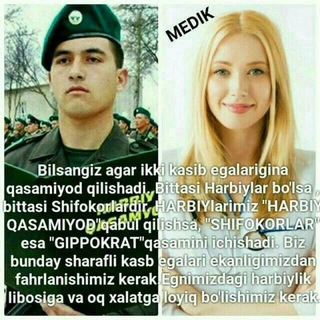 MEDIK
Bilsangiz agar ikki kasib egalarigina
qasamiyod qilishadi. Bittasi Harbiylar bo'lsa ,
bittasi Shifokorlardir. HARBIYlarimiz "HARBIY
QASAMIYOD"qabul qilishsa, "SHIFOKORLAR"
esa "GIPPOKRAT"qasamini ichishadi. Biz
bunday sharafli kasb egalari ekanligimizdan
fahrlanishimiz kerak.Egnimizdagi harbiylik
libosiga va oq xalatga loyiq bo'lishimiz kerak.